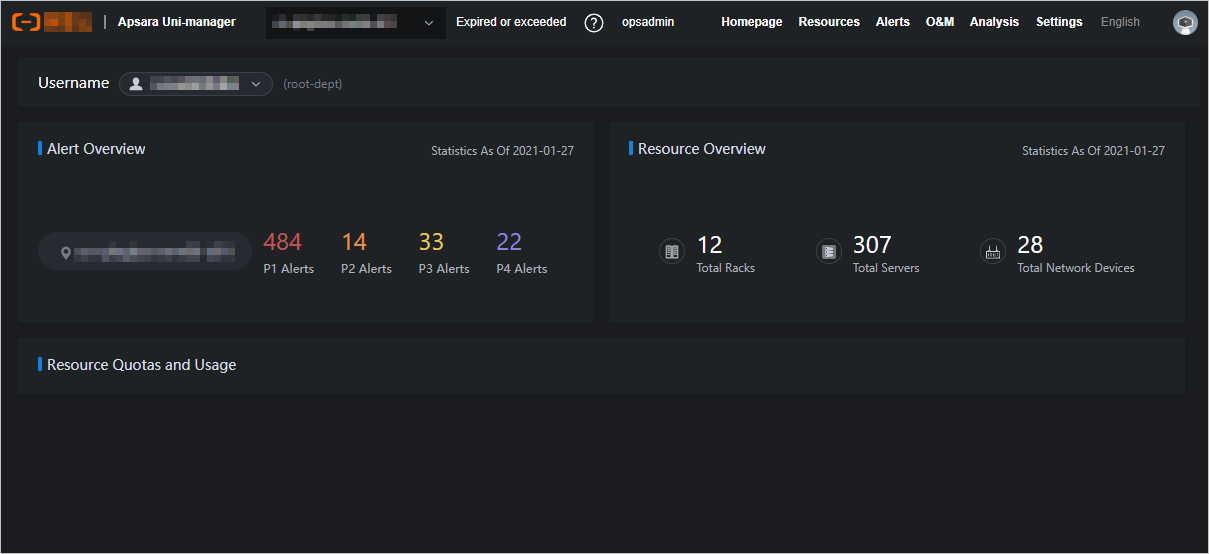 Apsara Uni-manager Expired or exceeded ? opsadmin Homepage Resources Alerts O&M Analysis Settings English
Username (root-dept)
Alert Overview Statistics As Of 2021-01-27
484 14 33 22
P1 Alerts P2 Alerts P3 Alerts P4 Alerts
Resource Overview Statistics As Of 2021-01-27
12 307 28
Total Racks Total Servers Total Network Devices
Resource Quotas and Usage